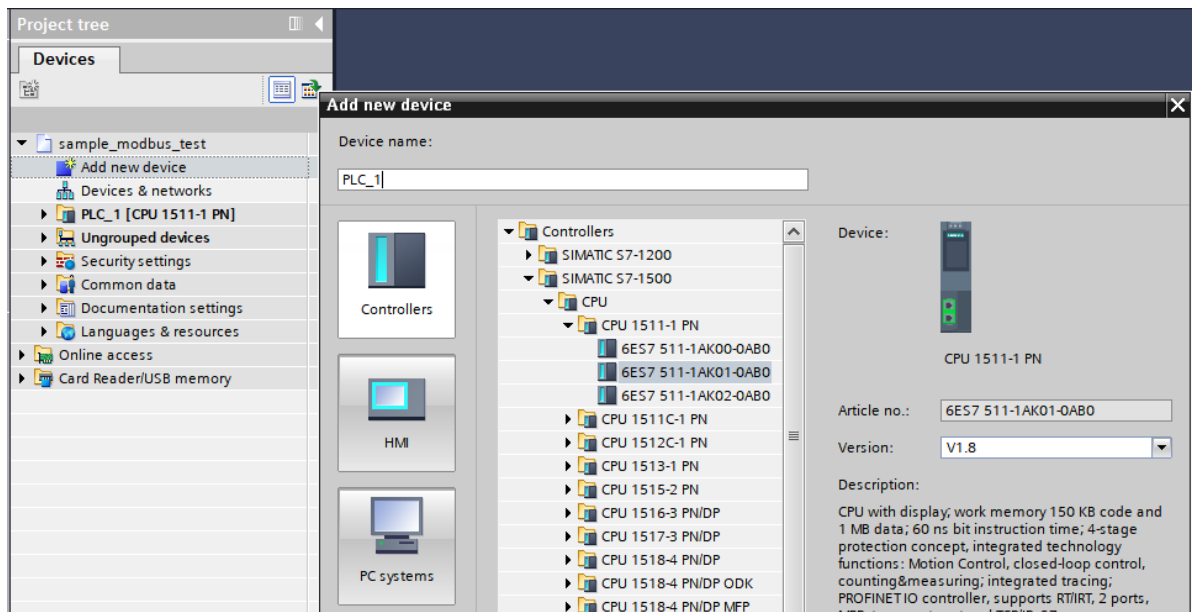 Project tree
Devices
sample_modbus_test
Add new device
Devices & networks
PLC_1 [CPU 1511-1 PN]
Ungrouped devices
Security settings
Common data
Documentation settings
Languages & resources
Online access
Card Reader/USB memory
Add new device
Device name:
PLC_1
Controllers
HMI
PC systems
Controllers
SIMATIC S7-1200
SIMATIC S7-1500
CPU
CPU 1511-1 PN
6ES7 511-1AK00-0AB0
6ES7 511-1AK01-0AB0
6ES7 511-1AK02-0AB0
CPU 1511C-1 PN
CPU 1512C-1 PN
CPU 1513-1 PN
CPU 1515-2 PN
CPU 1516-3 PN/DP
CPU 1517-3 PN/DP
CPU 1518-4 PN/DP
CPU 1518-4 PN/DP ODK
CPU 1518-4 PN/DP MFP
Device:
CPU 1511-1 PN
Article no.: 6ES7 511-1AK01-0AB0
Version: V1.8
Description:
CPU with display; work memory 150 KB code and
1 MB data; 60 ns bit instruction time; 4-stage
protection concept, integrated technology
functions: Motion Control, closed-loop control,
counting&measuring; integrated tracing;
PROFINET IO controller, supports RT/IRT, 2 ports,